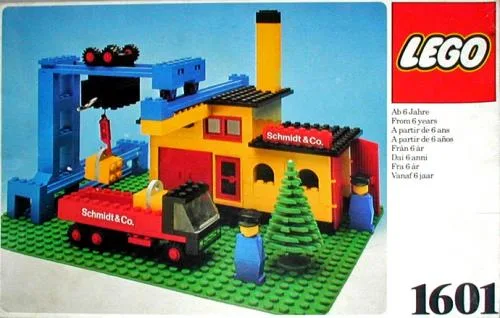 LEGO
Ab 6 Jahre
From 6 years
A partir de 6 ans
A partir de 6 años
Från 6 år
Dai 6 anni
Fra 6 år
Vanaf 6 jaar
Schmidt & Co.
Schmidt & Co.
1601